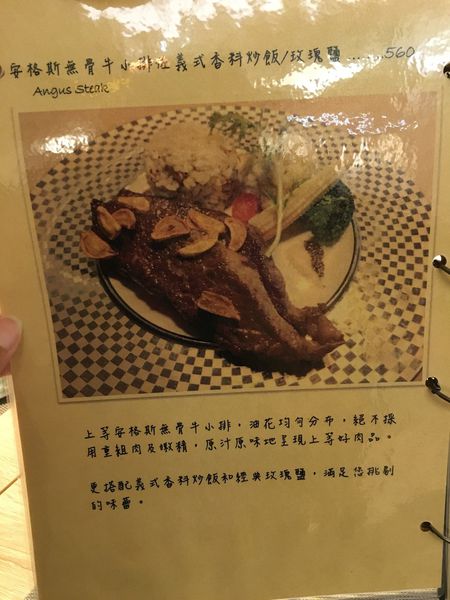 安格斯無骨牛小排佐義式香料炒飯/玫瑰鹽........560
Angus Steak
上等安格斯無骨牛小排，油花均勻分布，絕不採
用重組肉及嫩精，原汁原味地呈現上等好肉品。
更搭配義式香料炒飯和經典玫瑰鹽，滿足您挑剔
的味蕾。